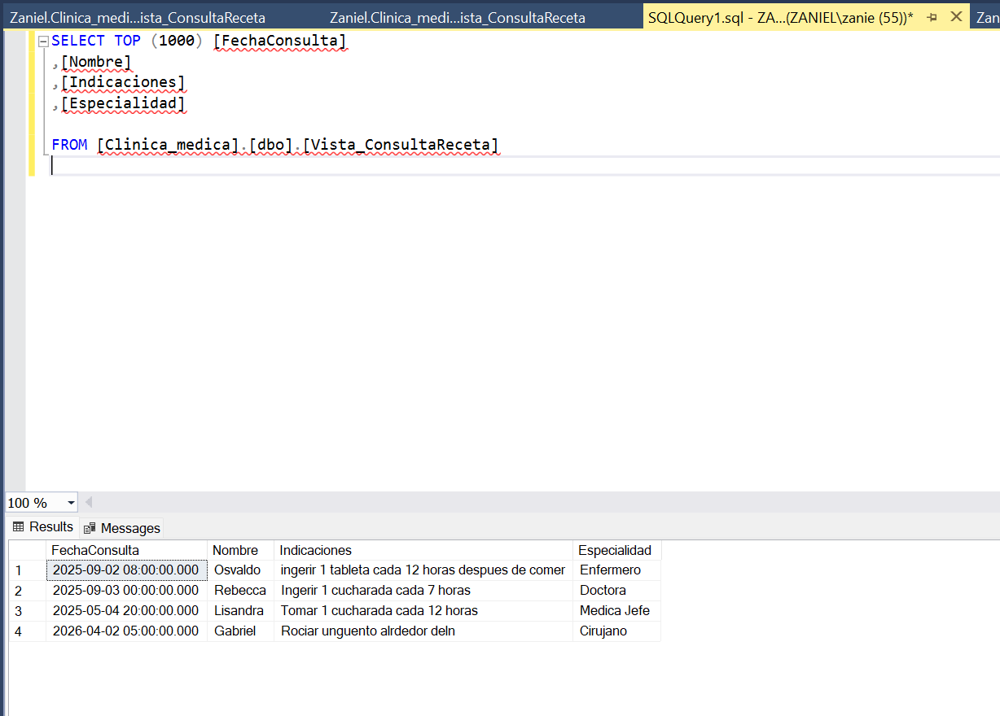 Zaniel.Clinica_medi...ista_ConsultaReceta Zaniel.Clinica_medi...ista_ConsultaReceta SQLQuery1.sql - ZA...(ZANIEL\zanie (55))* Zan
SELECT TOP (1000) [FechaConsulta]
,[Nombre]
,[Indicaciones]
,[Especialidad]
FROM [Clinica_medica].[dbo].[Vista_ConsultaReceta]
100 %
Results Messages
FechaConsulta Nombre Indicaciones Especialidad
1 2025-09-02 08:00:00.000 Osvaldo ingerir 1 tableta cada 12 horas despues de comer Enfermero
2 2025-09-03 00:00:00.000 Rebecca Ingerir 1 cucharada cada 7 horas Doctora
3 2025-05-04 20:00:00.000 Lisandra Tomar 1 cucharada cada 12 horas Medica Jefe
4 2026-04-02 05:00:00.000 Gabriel Rociar unguento alrdedor deln Cirujano